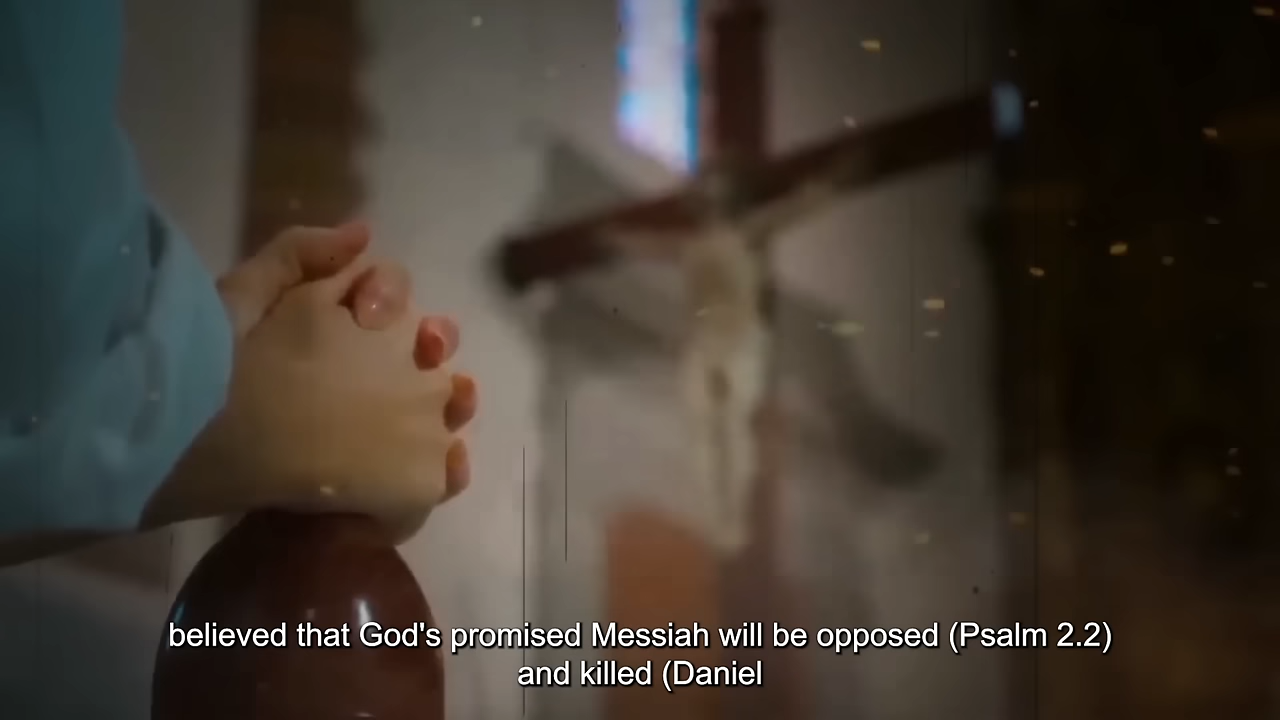 believed that God's promised Messiah will be opposed (Psalm 2.2)
and killed (Daniel